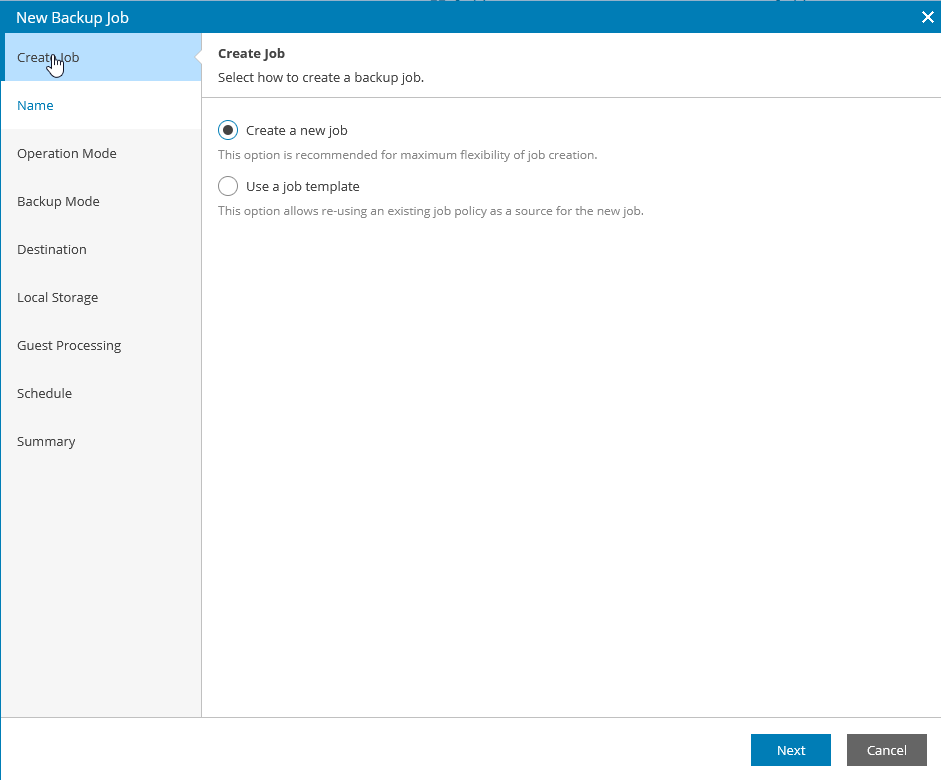 New Backup Job
Create Job
Name
Operation Mode
Backup Mode
Destination
Local Storage
Guest Processing
Schedule
Summary
Create Job
Select how to create a backup job.
Create a new job
This option is recommended for maximum flexibility of job creation.
Use a job template
This option allows re-using an existing job policy as a source for the new job.
Next
Cancel